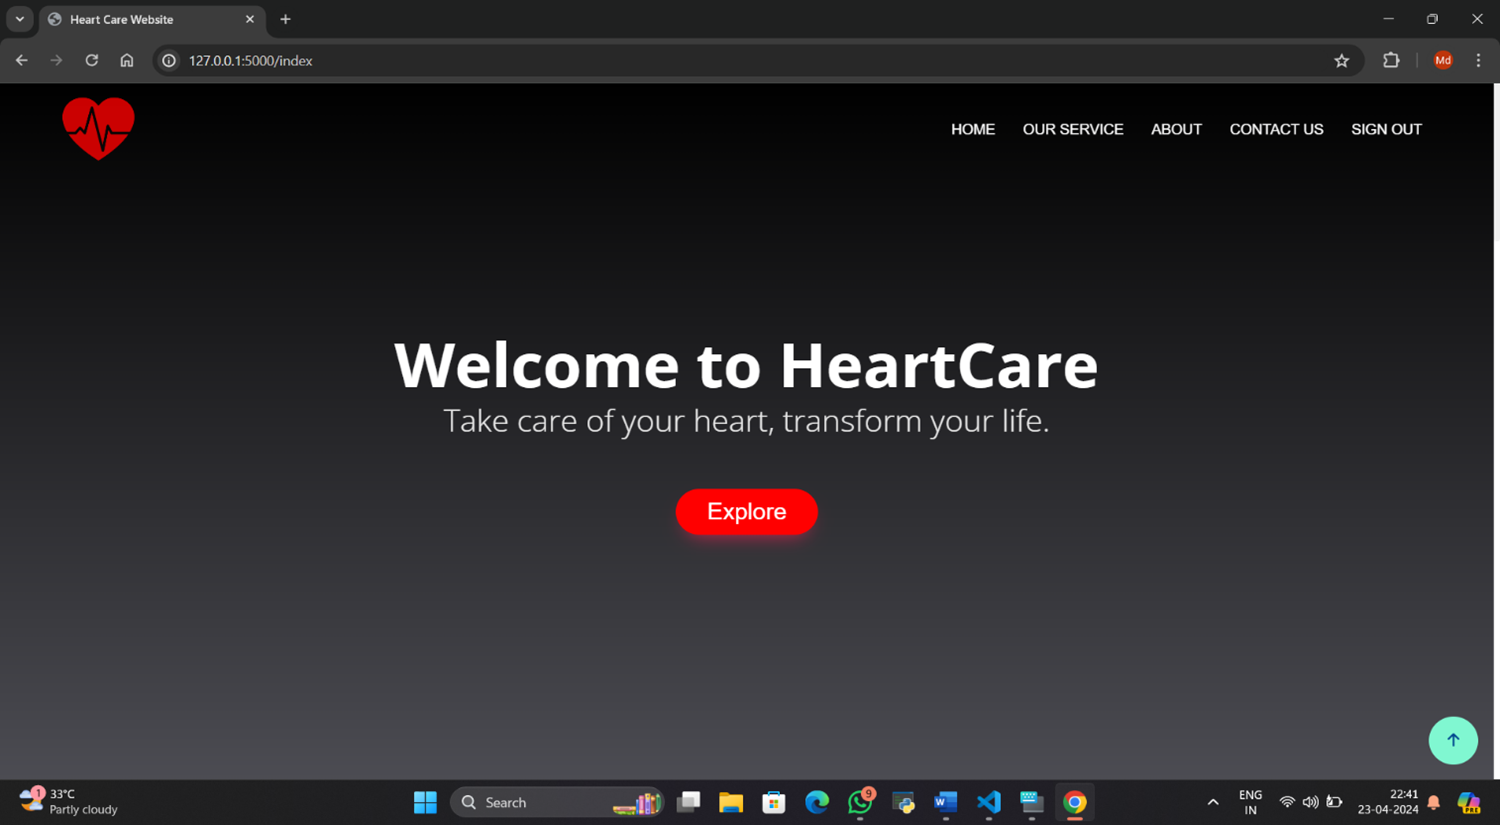 Heart Care Website
127.0.0.1:5000/index
Md
HOME OUR SERVICE ABOUT CONTACT US SIGN OUT
Welcome to HeartCare
Take care of your heart, transform your life.
Explore
1
33°C
Partly cloudy
Search
9
ENG
IN
22:41
23-04-2024
PRE